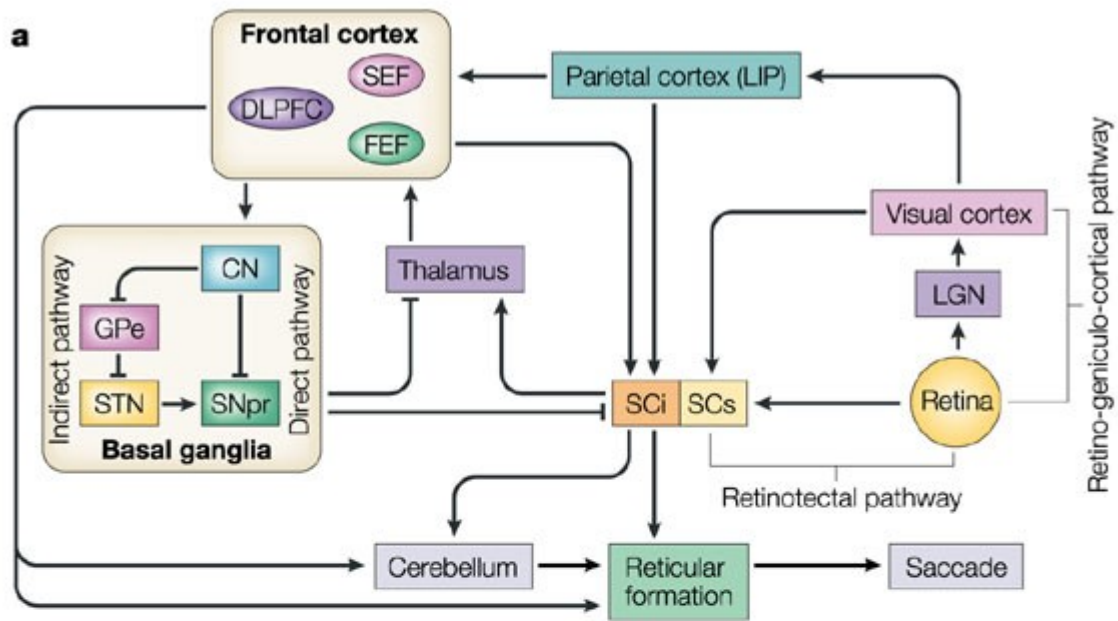 a
Frontal cortex
SEF
DLPFC
FEF
Parietal cortex (LIP)
Visual cortex
LGN
Retina
Retino-geniculo-cortical pathway
Thalamus
Indirect pathway
CN
GPe
STN
SNpr
Direct pathway
Basal ganglia
SCi
SCs
Retinotectal pathway
Cerebellum
Reticular
formation
Saccade